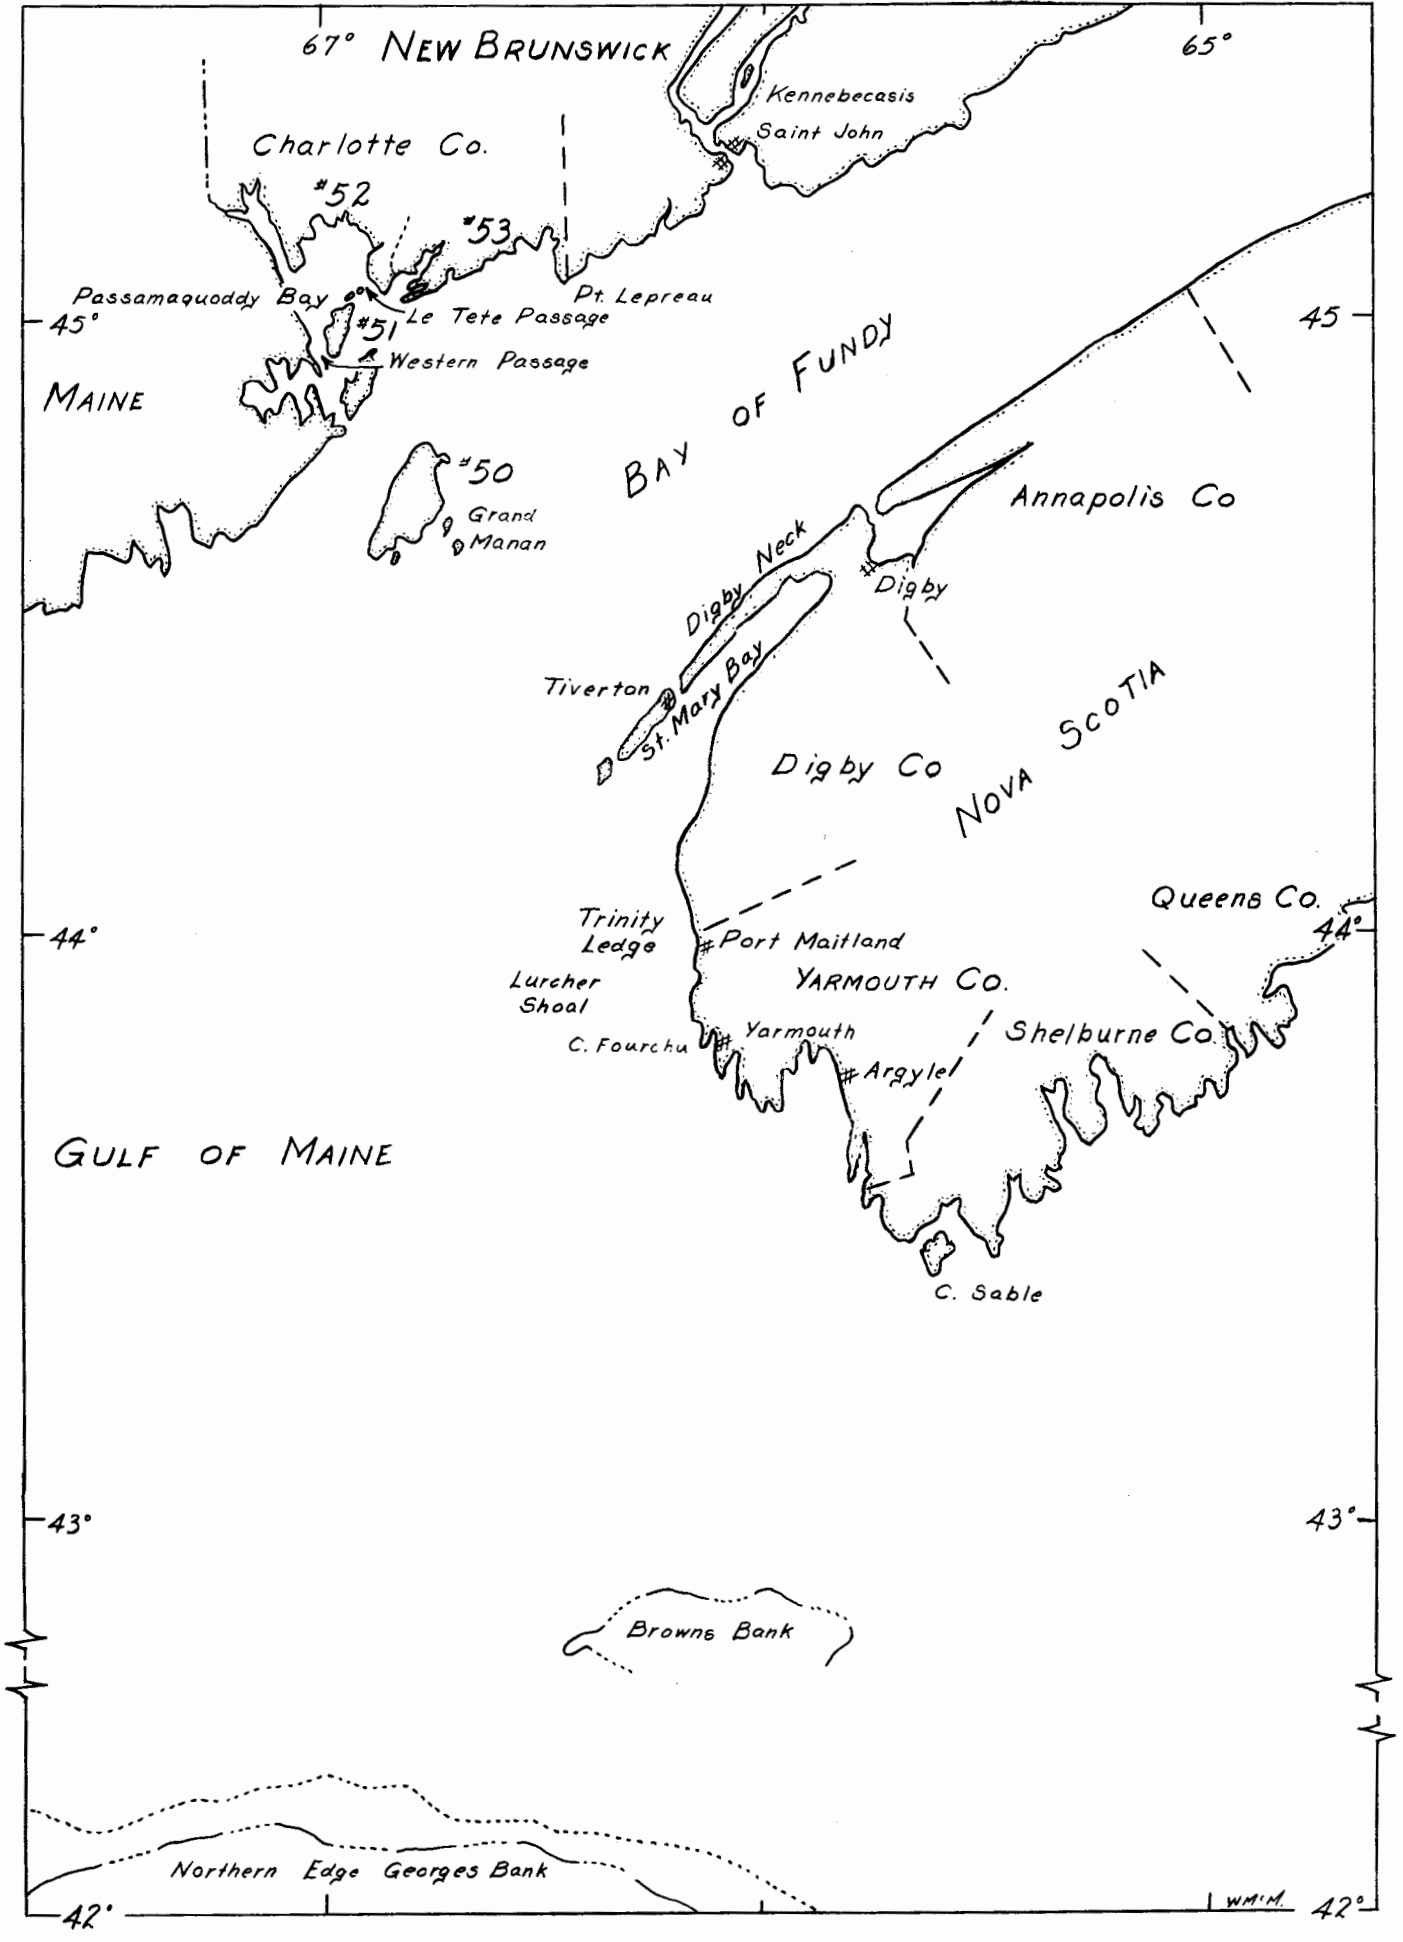 67° NEW BRUNSWICK 65°
Kennebecasis
Saint John
Charlotte Co.
#52
#53
Passamaquoddy Bay
Pt. Lepreau
45° Le Tete Passage 45
#51
Western Passage
MAINE
BAY OF FUNDY
#50
Grand
Manan
Annapolis Co
Digby Neck
Digby
Tiverton
St. Mary Bay
Digby Co
NOVA SCOTIA
Queens Co.
Trinity
Ledge
44° 44°
Port Maitland
Lurcher
Shoal
YARMOUTH Co.
C. Fourchu
Yarmouth
Shelburne Co.
Argyle
GULF OF MAINE
C. Sable
43° 43°
Browns Bank
Northern Edge Georges Bank
42° WM'M. 42°